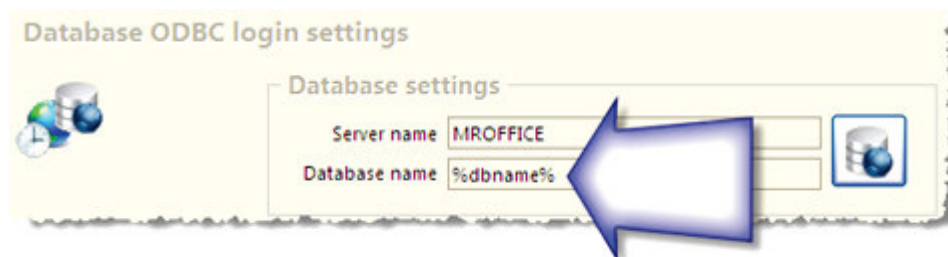 Database ODBC login settings
Database settings
Server name MROFFICE
Database name %dbname%